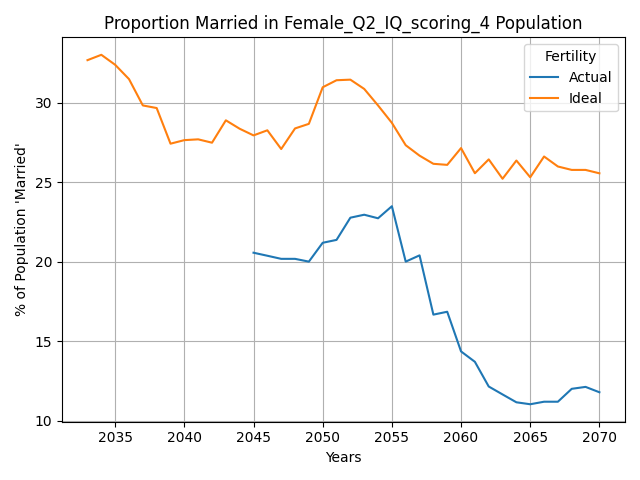 Proportion Married in Female_Q2_IQ_scoring_4 Population
Fertility
Actual
Ideal
% of Population 'Married'
30
25
20
15
10
2035 2040 2045 2050 2055 2060 2065 2070
Years